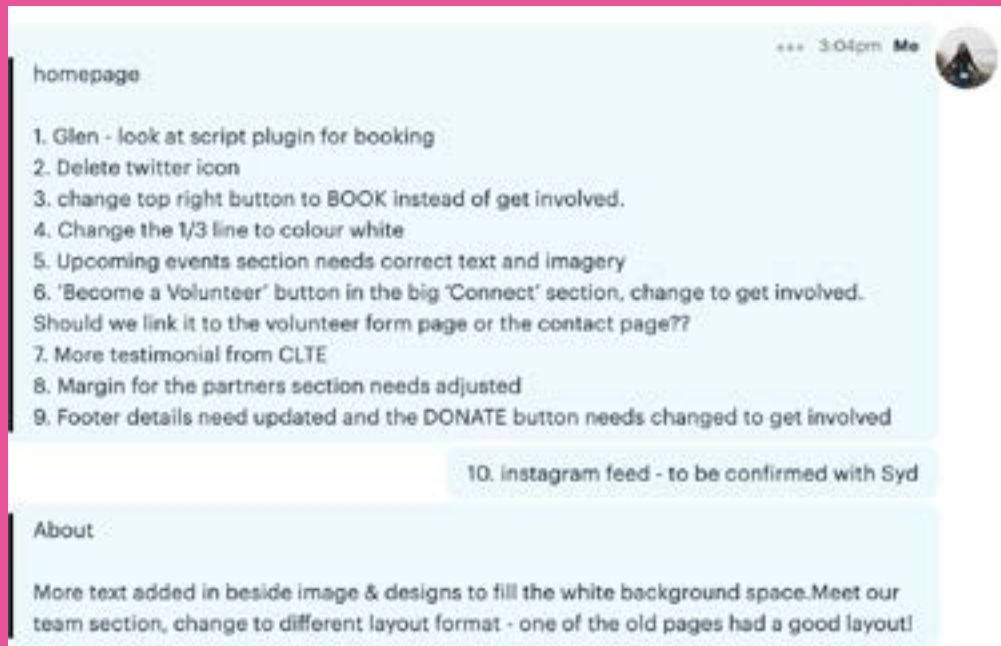 ••• 3:04pm Me
homepage
1. Glen - look at script plugin for booking
2. Delete twitter icon
3. change top right button to BOOK instead of get involved.
4. Change the 1/3 line to colour white
5. Upcoming events section needs correct text and imagery
6. 'Become a Volunteer' button in the big 'Connect' section, change to get involved.
Should we link it to the volunteer form page or the contact page??
7. More testimonial from CLTE
8. Margin for the partners section needs adjusted
9. Footer details need updated and the DONATE button needs changed to get involved
10. instagram feed - to be confirmed with Syd
About
More text added in beside image & designs to fill the white background space.Meet our
team section, change to different layout format - one of the old pages had a good layout!